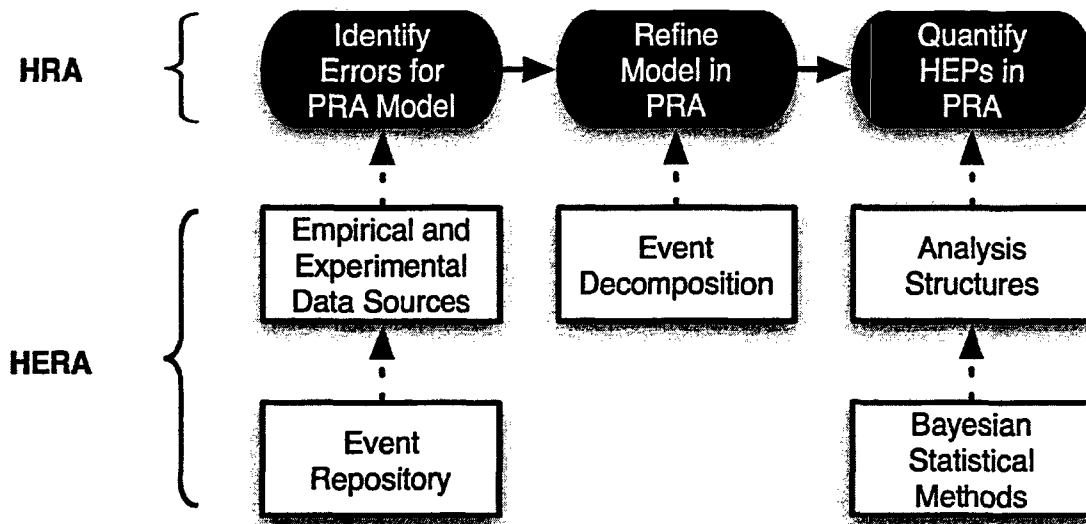 HRA
Identify
Errors for
PRA Model
Refine
Model in
PRA
Quantify
HEPs in
PRA
HERA
Empirical and
Experimental
Data Sources
Event
Decomposition
Analysis
Structures
Event
Repository
Bayesian
Statistical
Methods